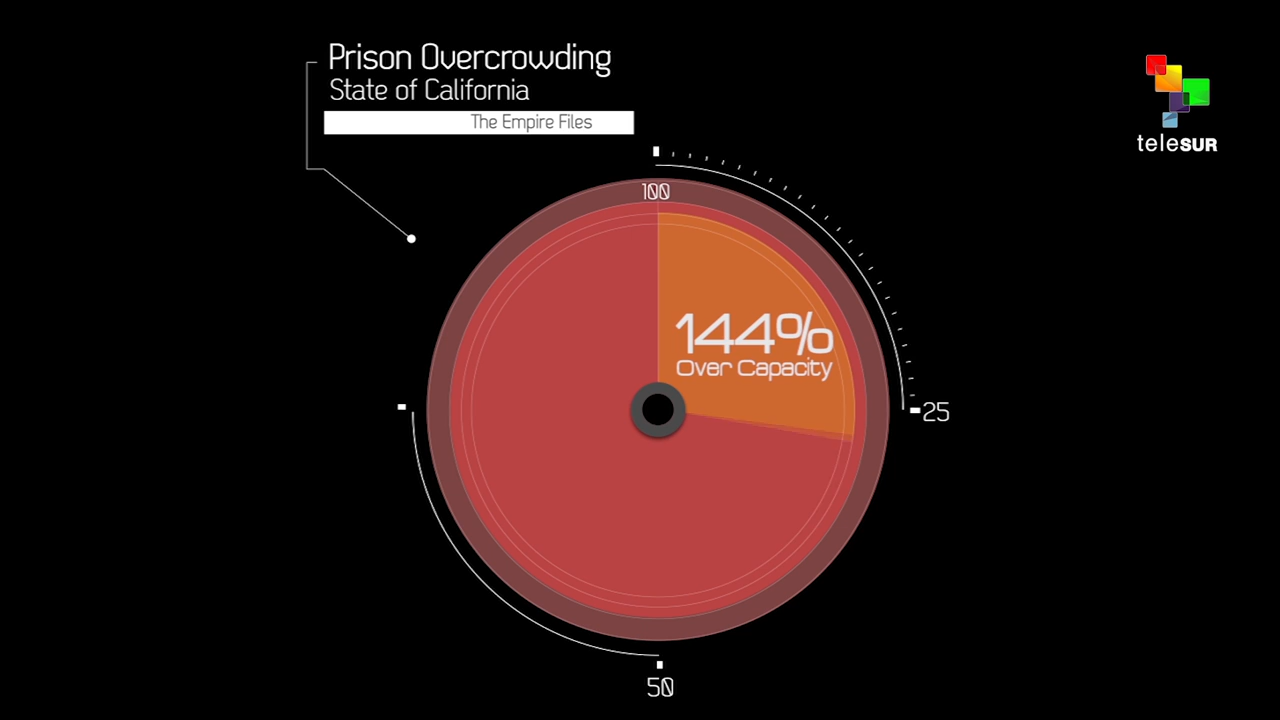 Prison Overcrowding
State of California
The Empire Files
teleSUR
100
144%
Over Capacity
25
50